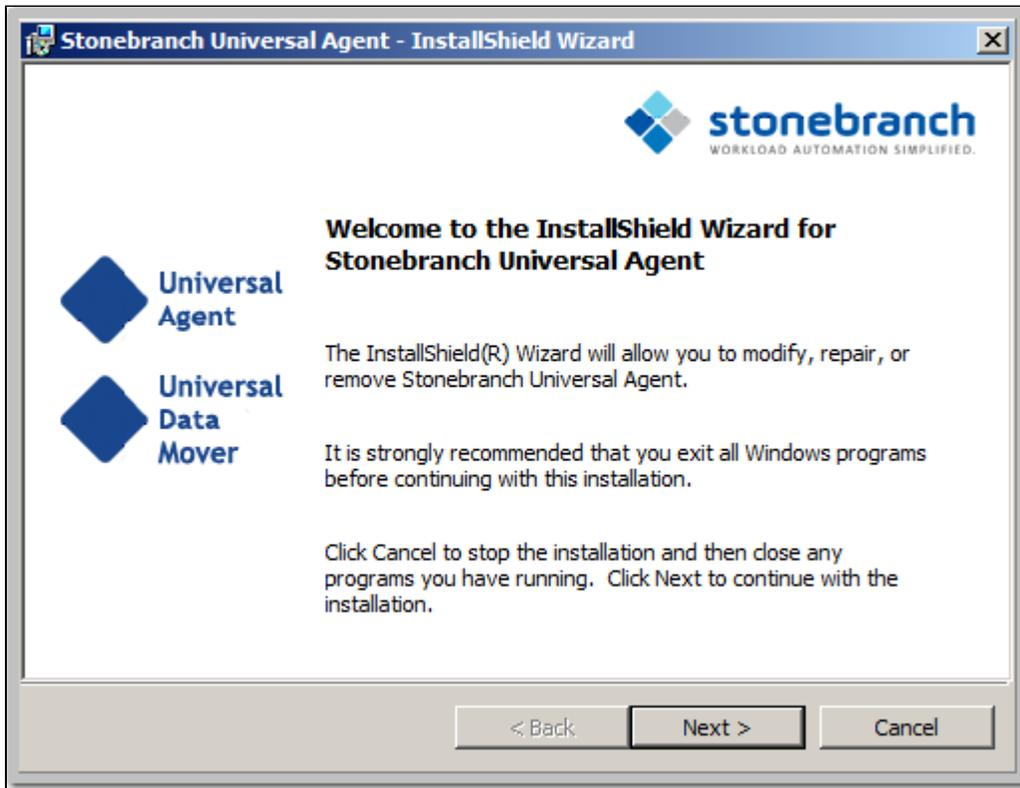 Stonebranch Universal Agent - InstallShield Wizard
stonebranch
WORKLOAD AUTOMATION SIMPLIFIED.
Welcome to the InstallShield Wizard for
Stonebranch Universal Agent
Universal
Agent
Universal
Data
Mover
The InstallShield(R) Wizard will allow you to modify, repair, or
remove Stonebranch Universal Agent.
It is strongly recommended that you exit all Windows programs
before continuing with this installation.
Click Cancel to stop the installation and then close any
programs you have running.  Click Next to continue with the
installation.
< Back
Next >
Cancel